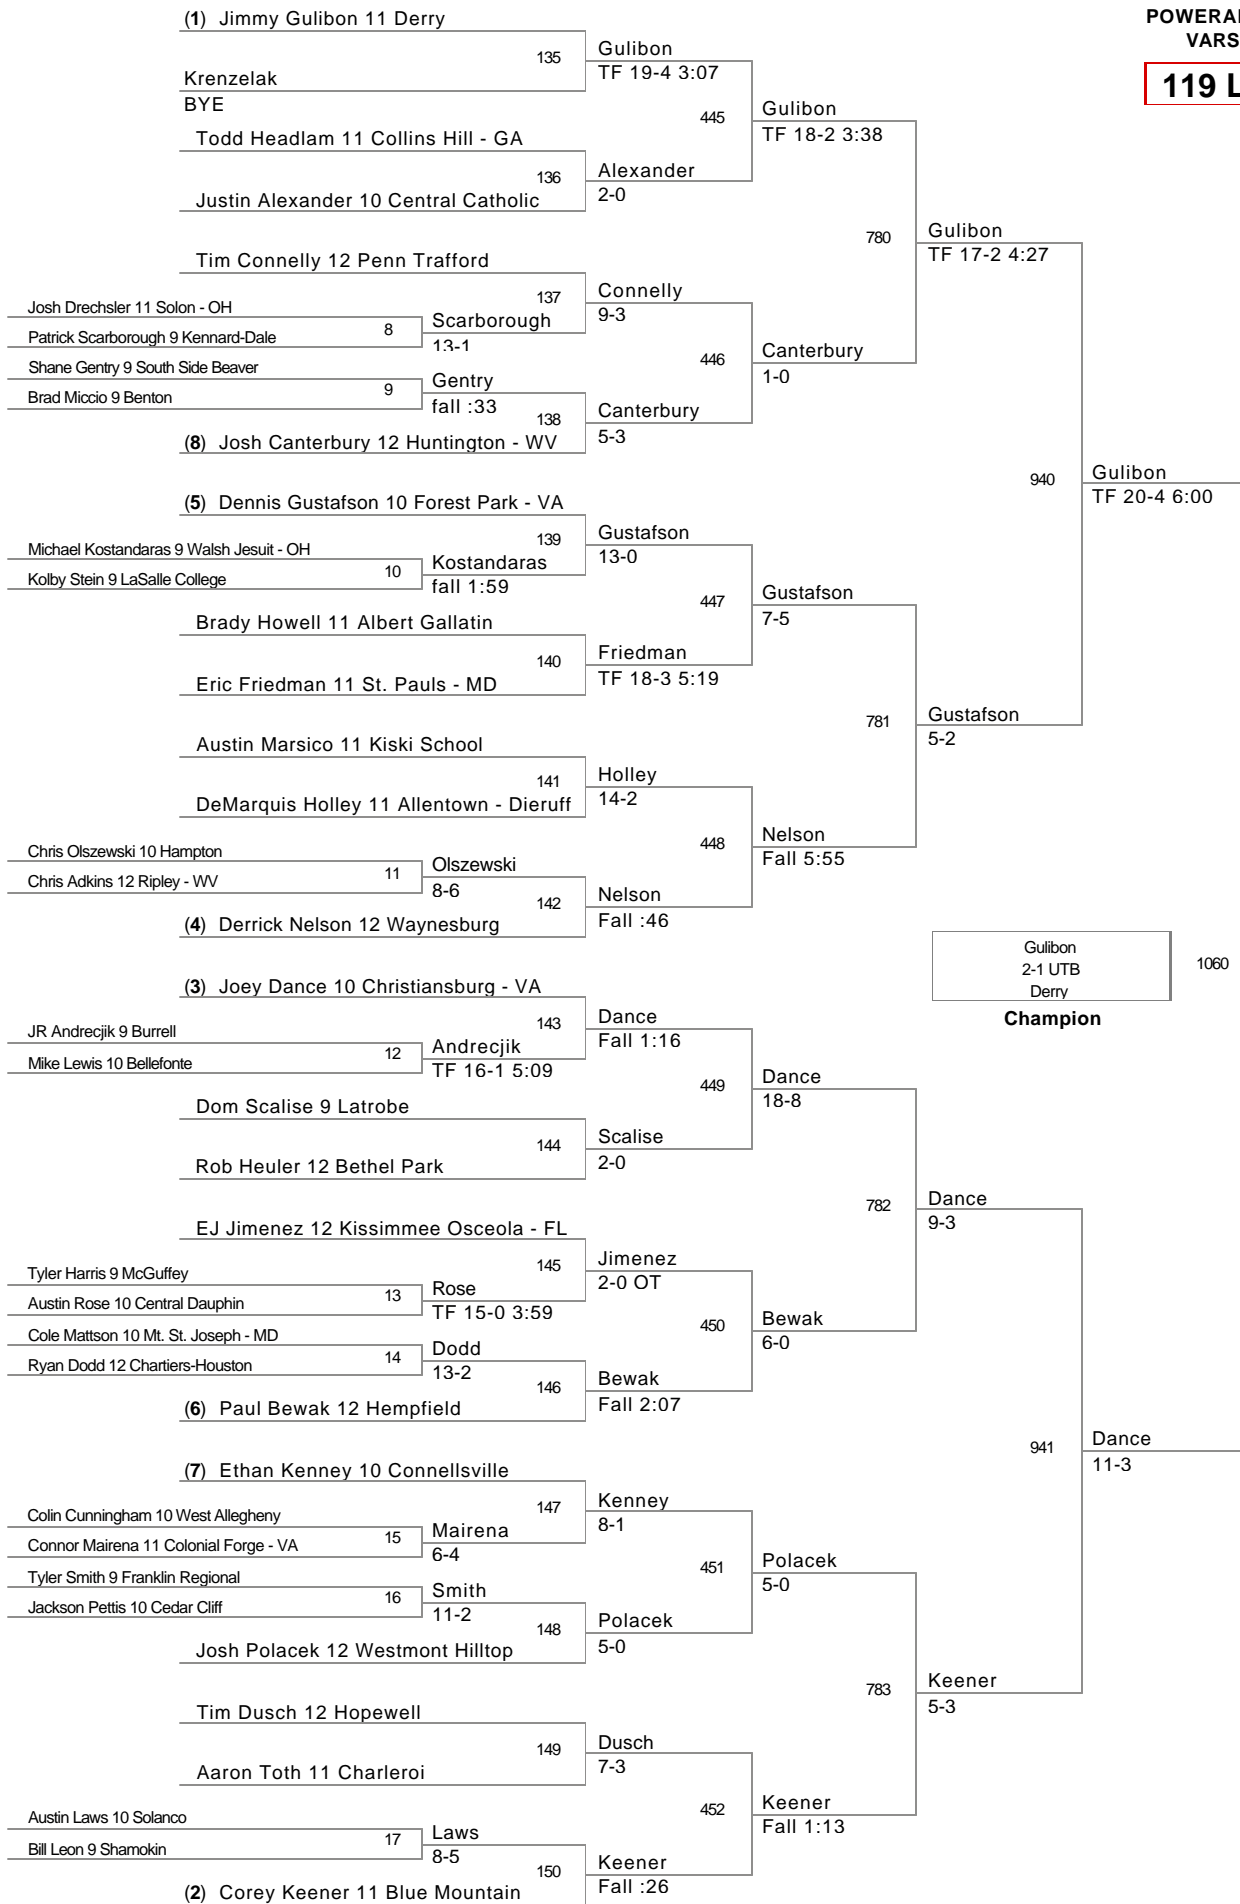 (1) Jimmy Gulibon 11 Derry
POWERA
VARS
135
Gulibon
TF 19-4 3:07
Krenzelak
BYE
119 L
445
Gulibon
TF 18-2 3:38
Todd Headlam 11 Collins Hill - GA
136
Alexander
2-0
Justin Alexander 10 Central Catholic
780
Gulibon
TF 17-2 4:27
Tim Connelly 12 Penn Trafford
137
Connelly
9-3
Josh Drechsler 11 Solon - OH
8
Scarborough
13-1
Patrick Scarborough 9 Kennard-Dale
446
Canterbury
1-0
Shane Gentry 9 South Side Beaver
9
Gentry
fall :33
Brad Miccio 9 Benton
138
Canterbury
5-3
(8) Josh Canterbury 12 Huntington - WV
940
Gulibon
TF 20-4 6:00
(5) Dennis Gustafson 10 Forest Park - VA
139
Gustafson
13-0
Michael Kostandaras 9 Walsh Jesuit - OH
10
Kostandaras
fall 1:59
Kolby Stein 9 LaSalle College
447
Gustafson
7-5
Brady Howell 11 Albert Gallatin
140
Friedman
TF 18-3 5:19
Eric Friedman 11 St. Pauls - MD
781
Gustafson
5-2
Austin Marsico 11 Kiski School
141
Holley
14-2
DeMarquis Holley 11 Allentown - Dieruff
448
Nelson
Fall 5:55
Chris Olszewski 10 Hampton
11
Olszewski
8-6
Chris Adkins 12 Ripley - WV
142
Nelson
Fall :46
(4) Derrick Nelson 12 Waynesburg
Gulibon
2-1 UTB
Derry
1060
Champion
(3) Joey Dance 10 Christiansburg - VA
143
Dance
Fall 1:16
JR Andrecjik 9 Burrell
12
Andrecjik
TF 16-1 5:09
Mike Lewis 10 Bellefonte
449
Dance
18-8
Dom Scalise 9 Latrobe
144
Scalise
2-0
Rob Heuler 12 Bethel Park
782
Dance
9-3
EJ Jimenez 12 Kissimmee Osceola - FL
145
Jimenez
2-0 OT
Tyler Harris 9 McGuffey
13
Rose
TF 15-0 3:59
Austin Rose 10 Central Dauphin
450
Bewak
6-0
Cole Mattson 10 Mt. St. Joseph - MD
14
Dodd
13-2
Ryan Dodd 12 Chartiers-Houston
146
Bewak
Fall 2:07
(6) Paul Bewak 12 Hempfield
941
Dance
11-3
(7) Ethan Kenney 10 Connellsville
147
Kenney
8-1
Colin Cunningham 10 West Allegheny
15
Mairena
6-4
Connor Mairena 11 Colonial Forge - VA
451
Polacek
5-0
Tyler Smith 9 Franklin Regional
16
Smith
11-2
Jackson Pettis 10 Cedar Cliff
148
Polacek
5-0
Josh Polacek 12 Westmont Hilltop
783
Keener
5-3
Tim Dusch 12 Hopewell
149
Dusch
7-3
Aaron Toth 11 Charleroi
452
Keener
Fall 1:13
Austin Laws 10 Solanco
17
Laws
8-5
Bill Leon 9 Shamokin
150
Keener
Fall :26
(2) Corey Keener 11 Blue Mountain